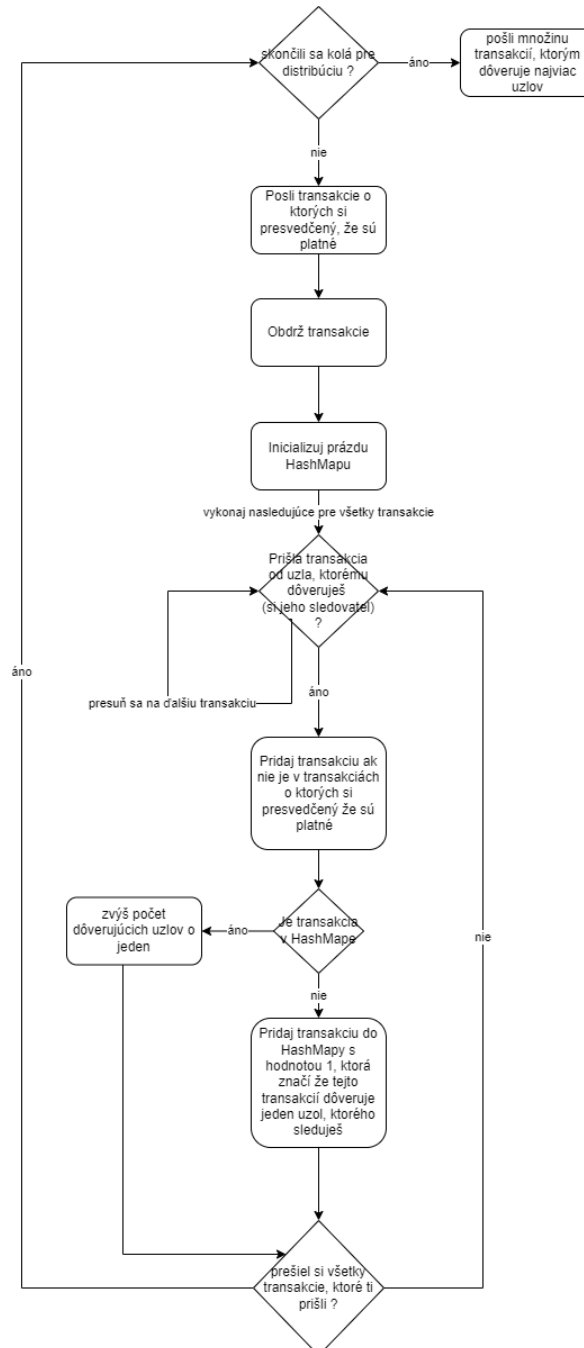 skončili sa kolá pre
distribúciu ?
áno
pošli množinu
transakcií, ktorým
dôveruje najviac
uzlov
nie
Posli transakcie o
ktorých si
presvedčený, že sú
platné
Obdrž transakcie
Inicializuj prázdu
HashMapu
vykonaj nasledujúce pre všetky transakcie
Prišla transakcia
od uzla, ktorému
dôveruješ
(si jeho sledovatel)
?
áno
presuň sa na ďalšiu transakciu
áno
Pridaj transakciu ak
nie je v transakciách
o ktorých si
presvedčený že sú
platné
zvýš počet
dôverujúcich uzlov o
jeden
áno
Je transakcia
v HashMape
nie
nie
Pridaj transakciu do
HashMapy s
hodnotou 1, ktorá
značí že tejto
transakcií dôveruje
jeden uzol, ktorého
sleduješ
prešiel si všetky
transakcie, ktoré ti
prišli ?